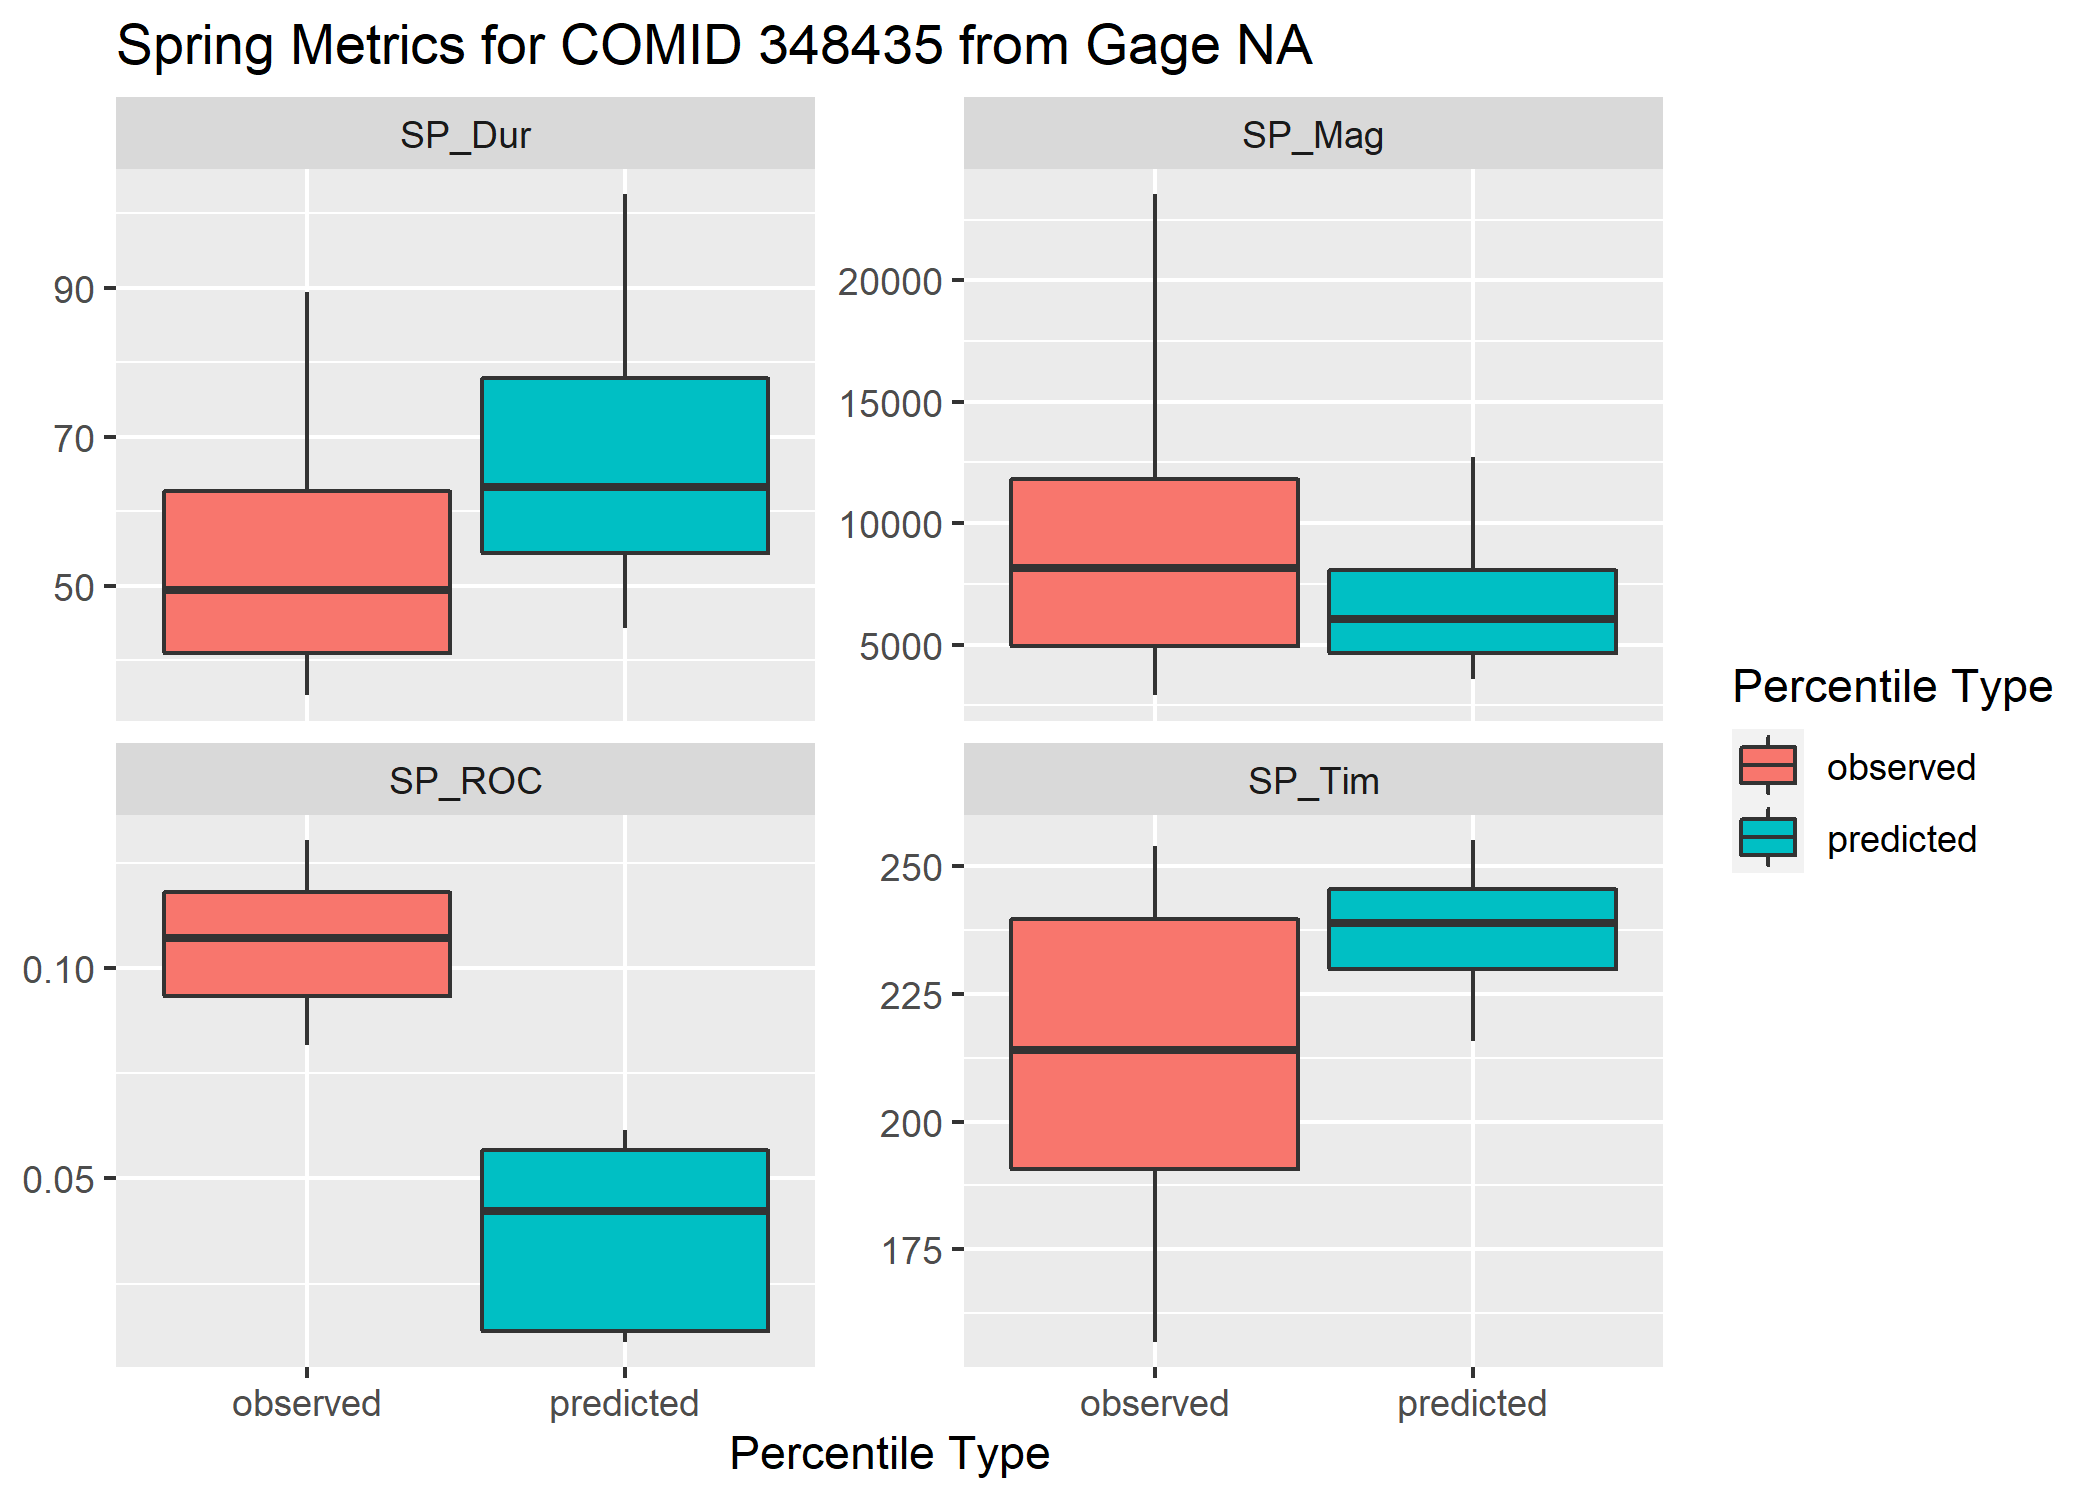 Spring Metrics for COMID 348435 from Gage NA
SP_Dur
SP_Mag
90
70
50
20000
15000
10000
5000
SP_ROC
SP_Tim
0.10
0.05
250
225
200
175
observed
predicted
observed
predicted
Percentile Type
Percentile Type
observed
predicted